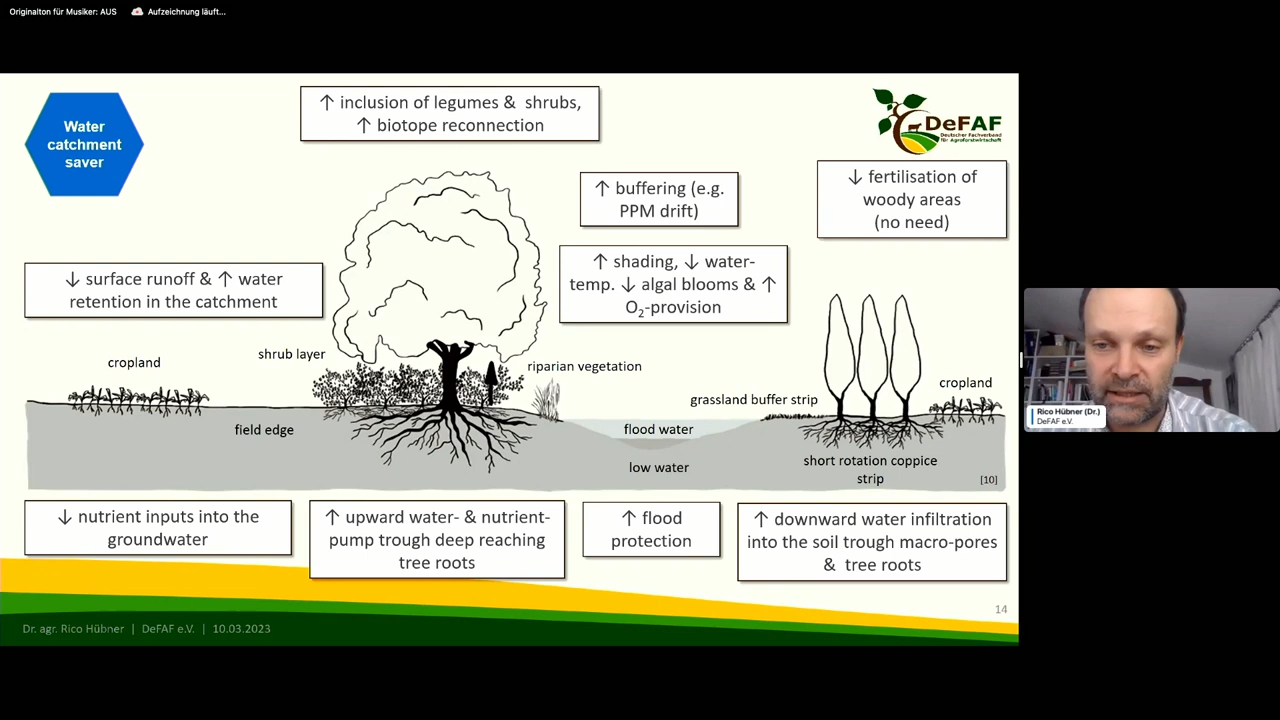 Originalton für Musiker: AUS
Aufzeichnung läuft...
Water
catchment
saver
↑ inclusion of legumes & shrubs,
↑ biotope reconnection
DeFAF
Deutscher Fachverband
für Agroforstwirtschaft
↑ buffering (e.g.
PPM drift)
↓ fertilisation of
woody areas
(no need)
↓ surface runoff & ↑ water
retention in the catchment
↑ shading, ↓ water-
temp. ↓ algal blooms & ↑
O₂-provision
cropland
shrub layer
riparian vegetation
grassland buffer strip
cropland
field edge
flood water
low water
short rotation coppice
strip
[10]
↓ nutrient inputs into the
groundwater
↑ upward water- & nutrient-
pump trough deep reaching
tree roots
↑ flood
protection
↑ downward water infiltration
into the soil trough macro-pores
& tree roots
14
Dr. agr. Rico Hübner | DeFAF e.V. | 10.03.2023
Rico Hübner (Dr.)
DeFAF e.V.